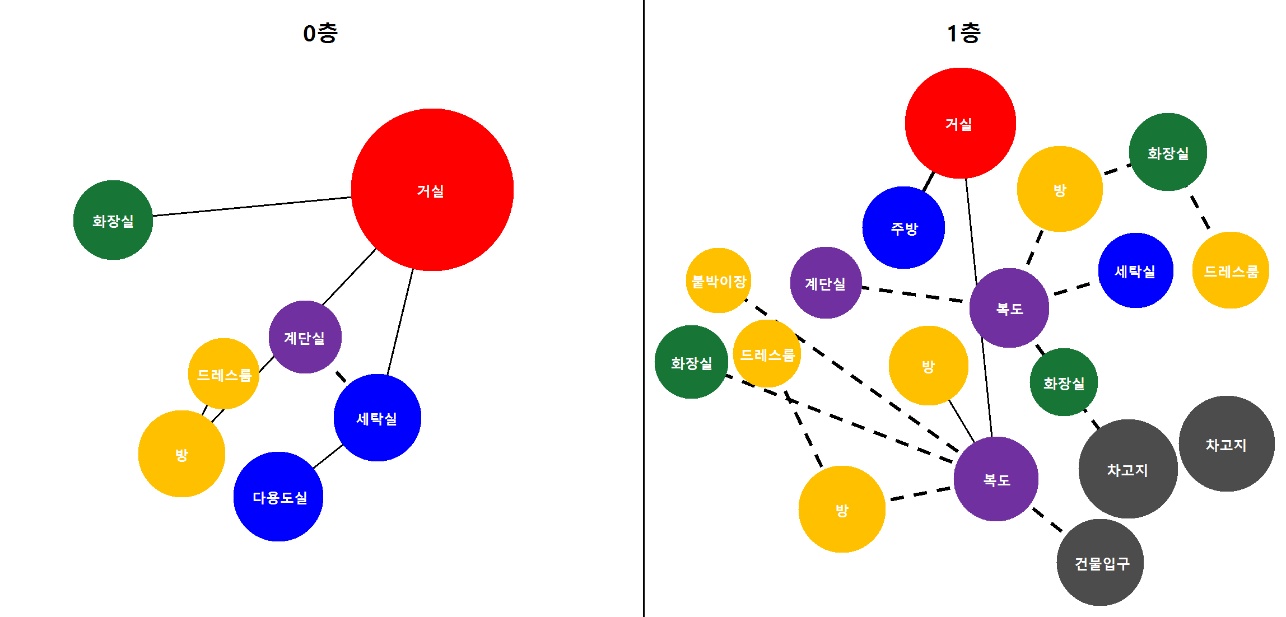 0층
거실
화장실
계단실
드레스룸
세탁실
방
다용도실
1층
거실
화장실
방
주방
세탁실
드레스룸
붙박이장
계단실
복도
드레스룸
화장실
방
화장실
차고지
차고지
복도
방
건물입구